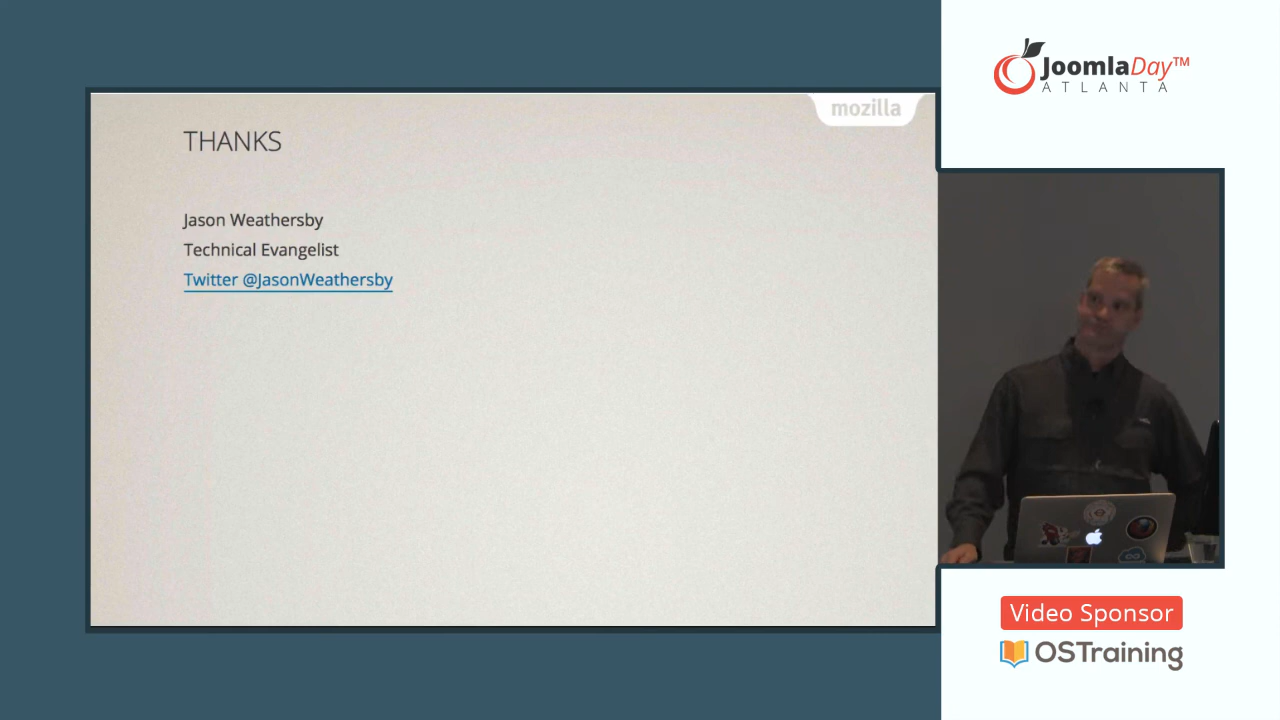 THANKS
Jason Weathersby
Technical Evangelist
Twitter @JasonWeathersby
mozilla
JoomlaDay™
ATLANTA
Video Sponsor
OSTraining